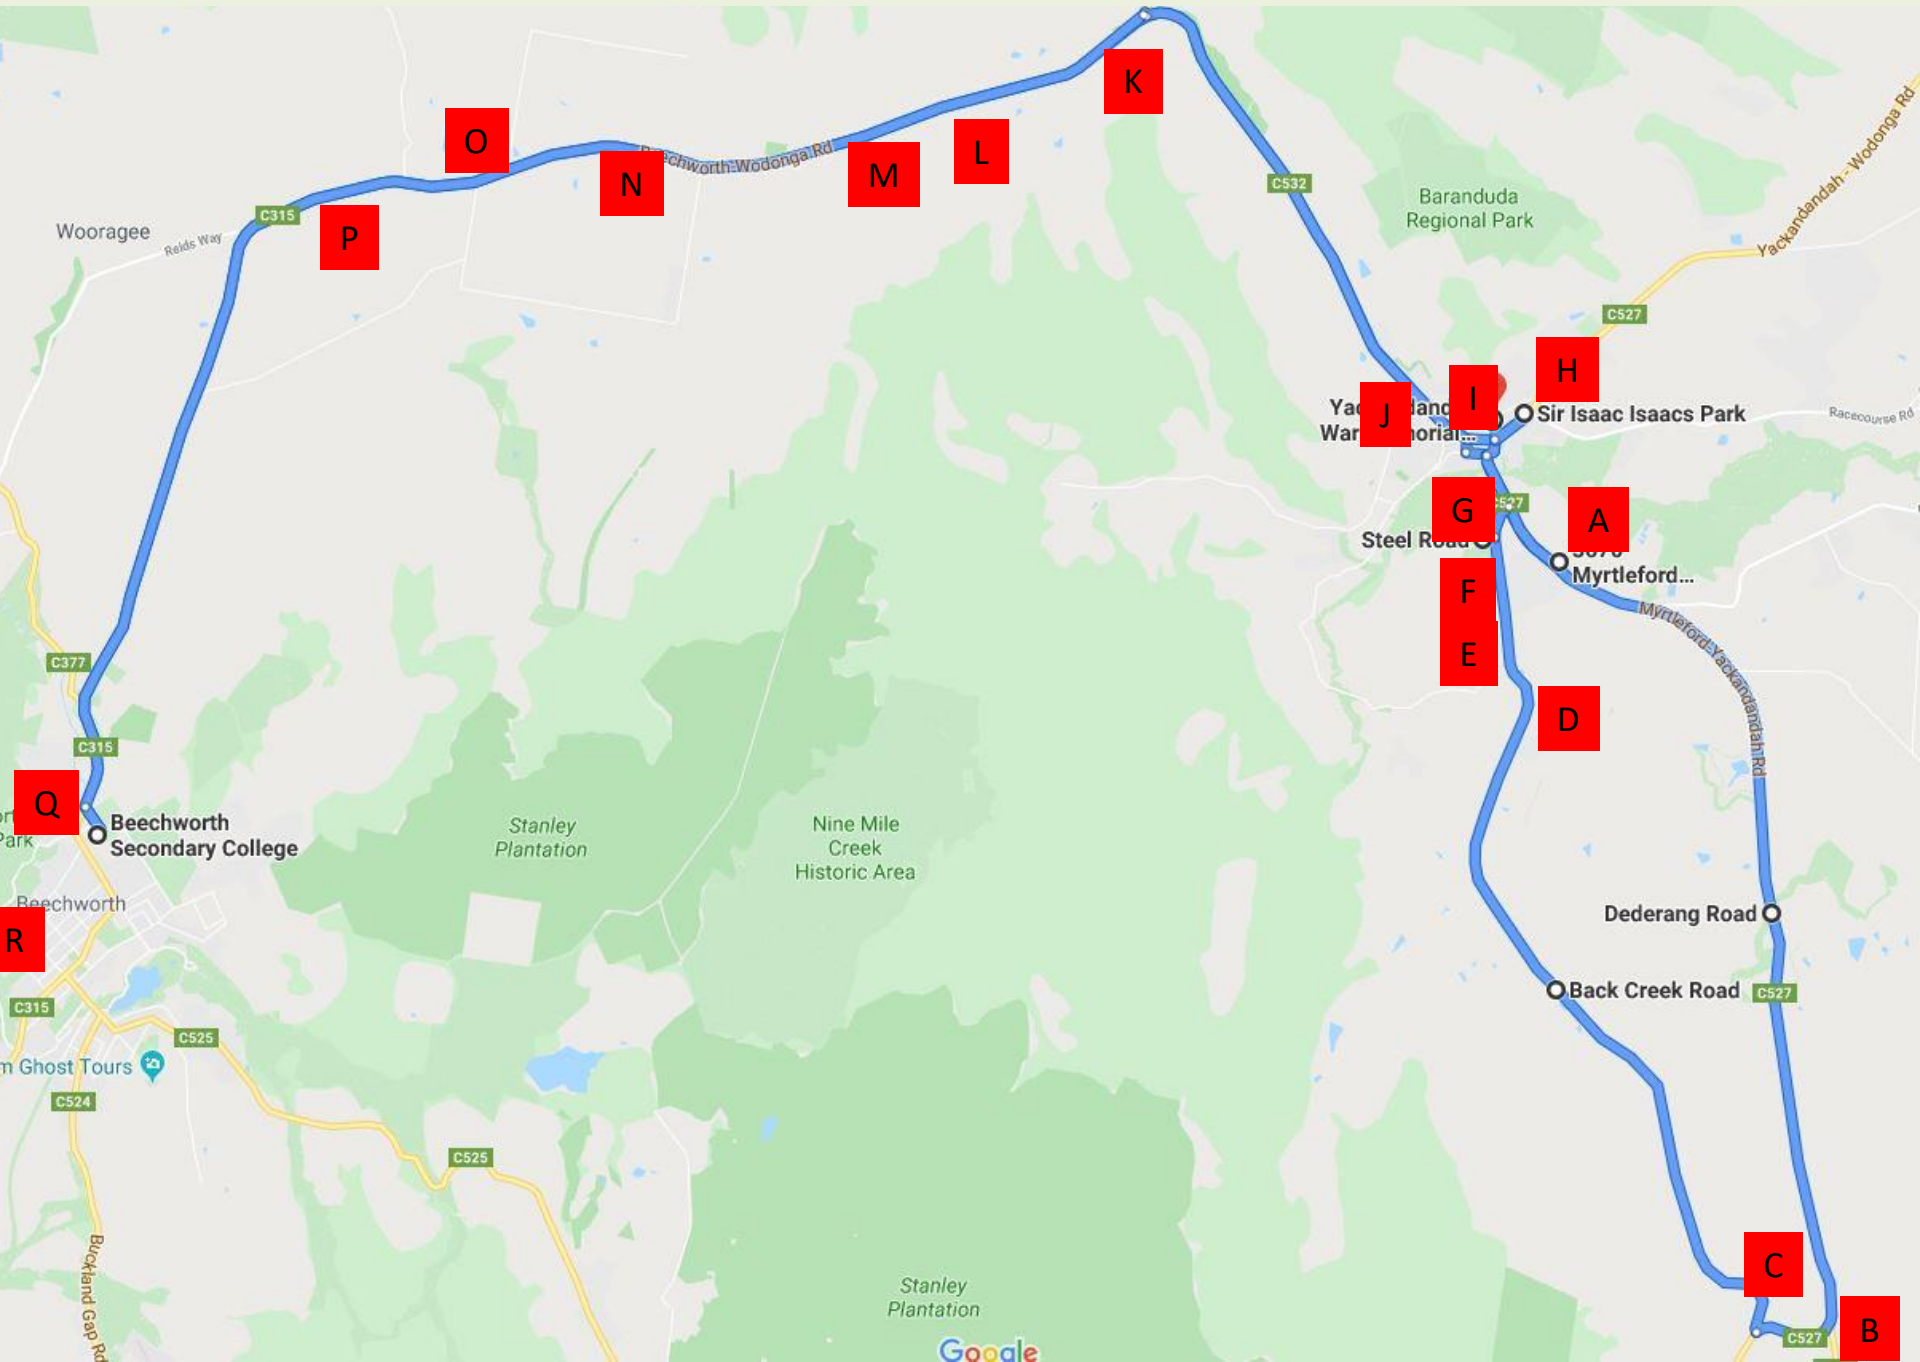 K
O
L
Beechworth-Wodonga Rd
M
N
C532
Baranduda
Regional Park
Yackandandah - Wodonga Rd
C315
P
Wooragee
Reids Way
C527
H
I
J
Sir Isaac Isaacs Park
Racecourse Rd
G
C527
A
Steel Road
Myrtleford...
F
Myrtleford-Yackandandah Rd
E
C377
D
C315
Q
Beechworth
Secondary College
Park
Stanley
Plantation
Nine Mile
Creek
Historic Area
Beechworth
R
Dederang Road
Back Creek Road
C527
C315
C525
Ghost Tours
C524
C525
Buckland Gap Rd
C
Stanley
Plantation
B
C527
Google